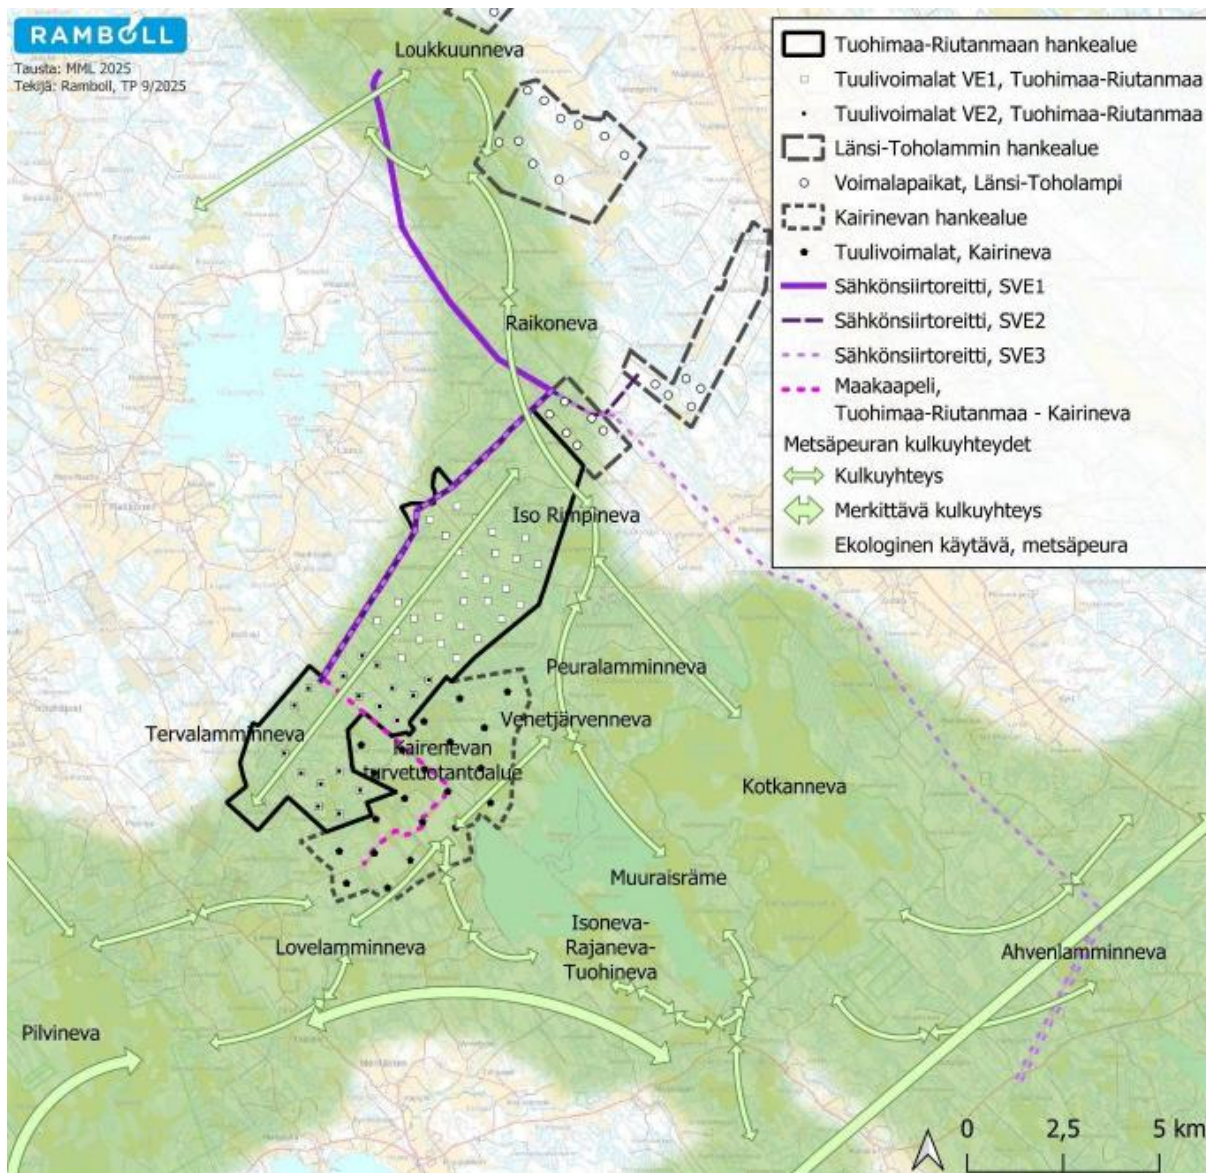 RAMBOLL
Tausta: MML 2025
Tekijä: Ramboll, TP 9/2025
Tuohimaa-Riutanmaan hankealue
Tuulivoimalat VE1, Tuohimaa-Riutanmaa
Tuulivoimalat VE2, Tuohimaa-Riutanmaa
Länsi-Toholammin hankealue
Voimalapaikat, Länsi-Toholampi
Kairinevan hankealue
Tuulivoimalat, Kairineva
Sähkönsiirtoreitti, SVE1
Sähkönsiirtoreitti, SVE2
Sähkönsiirtoreitti, SVE3
Maakaapeli,
Tuohimaa-Riutanmaa - Kairineva
Metsäpeuran kulkuyhteydet
Kulkuyhteys
Merkittävä kulkuyhteys
Ekologinen käytävä, metsäpeura
Loukkuunneva
Raikoneva
Iso Rimpineva
Peuralamminneva
Venetjärvenneva
Tervalamminneva
Kairenevan
turvetuotantoalue
Kotkanneva
Muuraisräme
Isoneva-
Rajaneva-
Tuohineva
Lovelamminneva
Ahvenlamminneva
Pilvineva
0 2,5 5 km